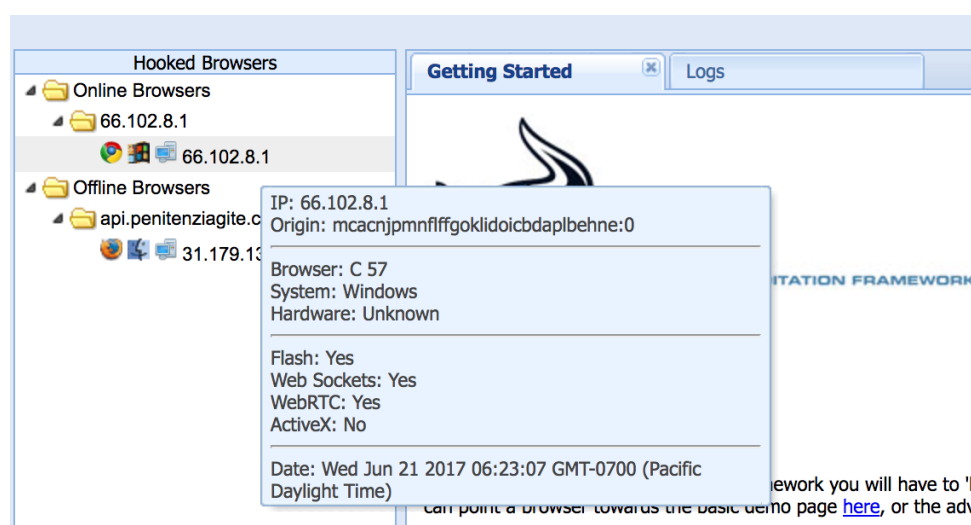 Hooked Browsers
Online Browsers
66.102.8.1
66.102.8.1
Offline Browsers
api.penitenziagite.c
31.179.13
Getting Started
Logs
IP: 66.102.8.1
Origin: mcacnjpmnflffgoklidoicbdaplbehne:0
Browser: C 57
System: Windows
Hardware: Unknown
Flash: Yes
Web Sockets: Yes
WebRTC: Yes
ActiveX: No
Date: Wed Jun 21 2017 06:23:07 GMT-0700 (Pacific
Daylight Time)
ITATION FRAMEWORK
ework you will have to
can point a browser towards the basic demo page here, or the adv